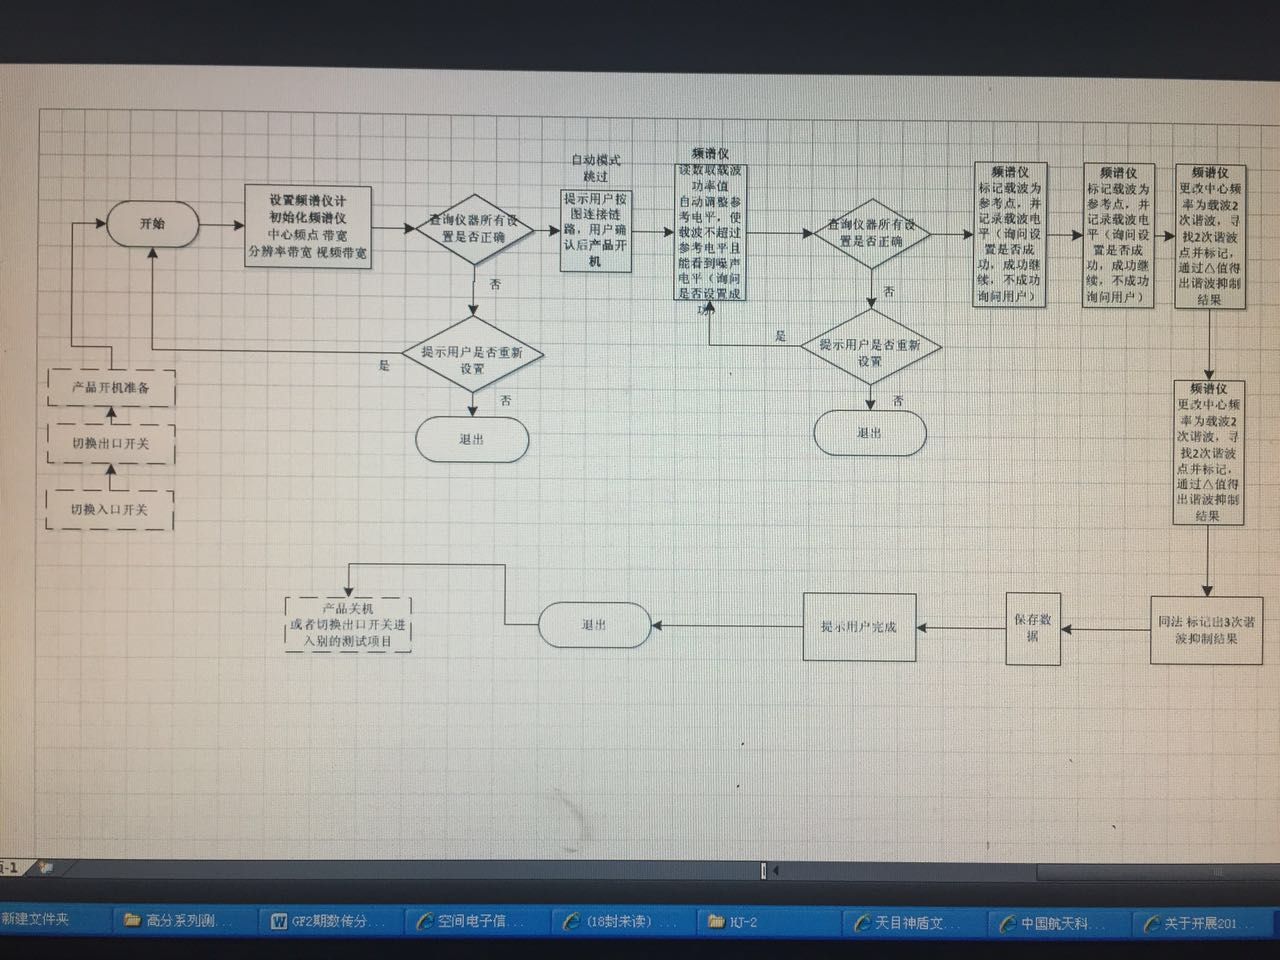 开始
设置频谱仪计
初始化频谱仪
中心频点 带宽
分辨率带宽 视频带宽
查询仪器所有设
置是否正确
否
提示用户是否重新
设置
是
否
退出
自动模式
跳过
提示用户按
图连接链
路，用户确
认后产品开
机
频谱仪
读数取载波
功率值
自动调整参
考电平，使
载波不超过
参考电平且
能看到噪声
电平（询问
是否设置成
功）
查询仪器所有设
置是否正确
否
提示用户是否重新
设置
是
否
退出
频谱仪
标记载波为
参考点，并
记录载波电
平（询问设
置是否成
功，成功继
续，不成功
询问用户）
频谱仪
标记载波为
参考点，并
记录载波电
平（询问设
置是否成
功，成功继
续，不成功
询问用户）
频谱仪
更改中心频
率为载波2
次谐波，寻
找2次谐波
点并标记，
通过△值得
出谐波抑制
结果
频谱仪
更改中心频
率为载波2
次谐波，寻
找2次谐波
点并标记，
通过△值得
出谐波抑制
结果
同法 标记出3次谐
波抑制结果
保存数
据
提示用户完成
退出
产品关机
或者切换出口开关进
入别的测试项目
产品开机准备
切换出口开关
切换入口开关
-1
新建文件夹
高分系列测...
GF2期数传分...
空间电子信...
(18封未读) ...
HJ-2
天目神盾文...
中国航天科...
关于开展201...